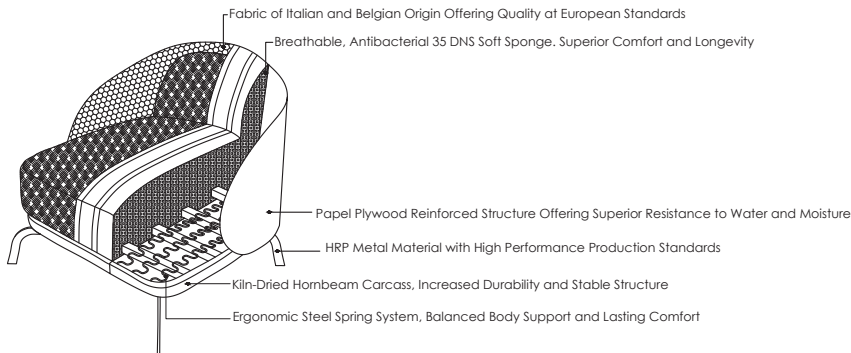 Fabric of Italian and Belgian Origin Offering Quality at European Standards
Breathable, Antibacterial 35 DNS Soft Sponge. Superior Comfort and Longevity
Papel Plywood Reinforced Structure Offering Superior Resistance to Water and Moisture
HRP Metal Material with High Performance Production Standards
Kiln-Dried Hornbeam Carcass, Increased Durability and Stable Structure
Ergonomic Steel Spring System, Balanced Body Support and Lasting Comfort